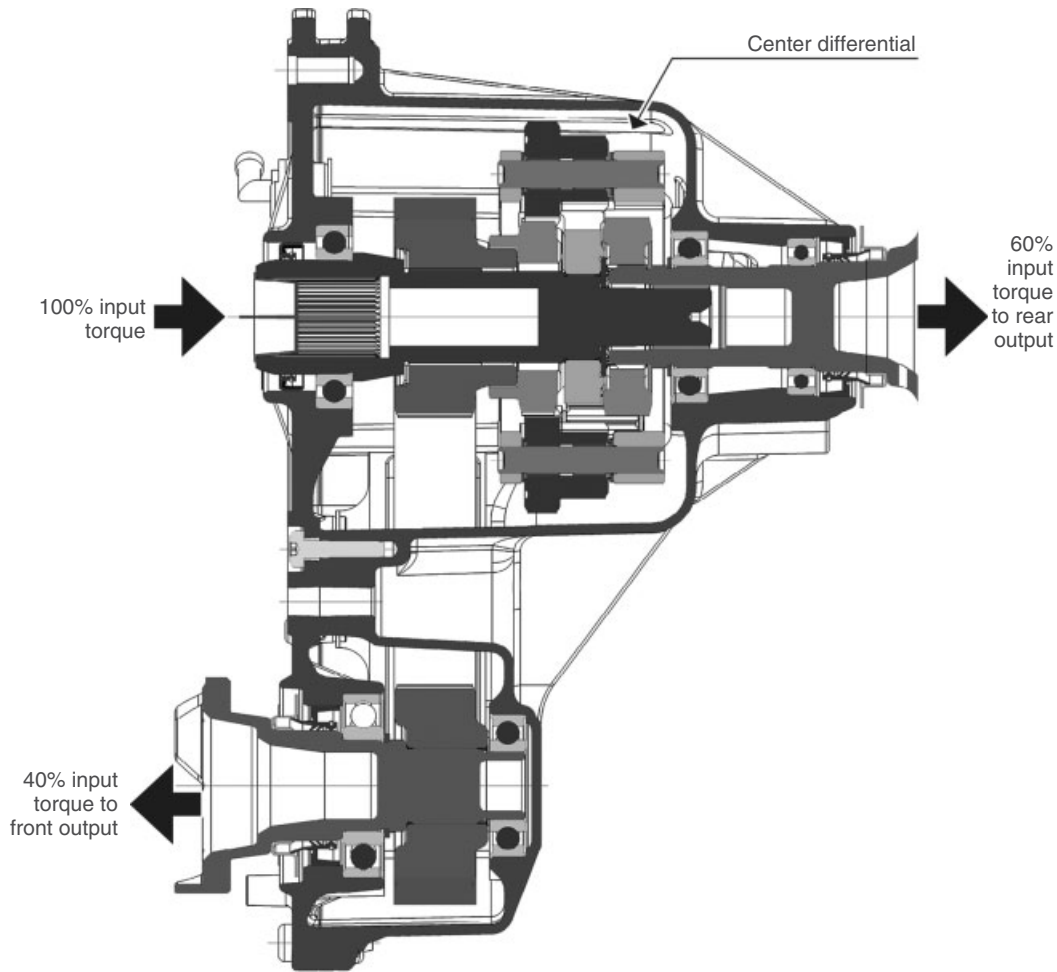 Center differential
100% input
torque
60%
input
torque
to rear
output
40% input
torque to
front output